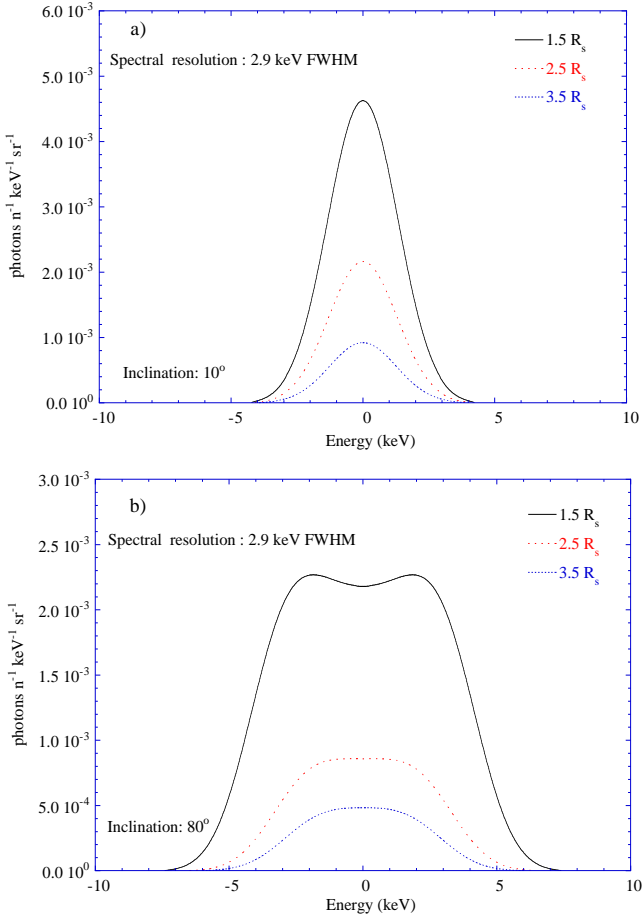 a)
Spectral resolution : 2.9 keV FWHM
1.5 Rₛ
2.5 Rₛ
3.5 Rₛ
6.0 10⁻³
5.0 10⁻³
4.0 10⁻³
3.0 10⁻³
2.0 10⁻³
1.0 10⁻³
0.0 10⁰
photons n⁻¹ keV⁻¹ sr⁻¹
Inclination: 10°
-10 -5 0 5 10
Energy (keV)
b)
Spectral resolution : 2.9 keV FWHM
1.5 Rₛ
2.5 Rₛ
3.5 Rₛ
3.0 10⁻³
2.5 10⁻³
2.0 10⁻³
1.5 10⁻³
1.0 10⁻³
5.0 10⁻⁴
0.0 10⁰
photons n⁻¹ keV⁻¹ sr⁻¹
Inclination: 80°
-10 -5 0 5 10
Energy (keV)